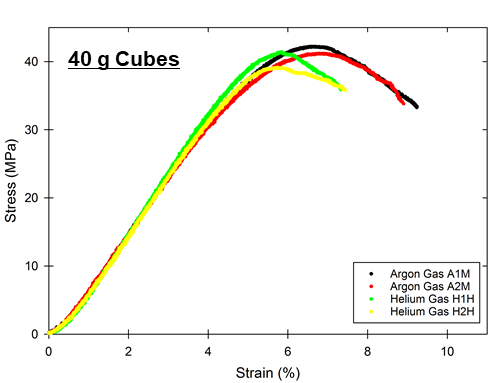 40 g Cubes
Stress (MPa)
40
30
20
10
0
0 2 4 6 8 10
Strain (%)
Argon Gas A1M
Argon Gas A2M
Helium Gas H1H
Helium Gas H2H